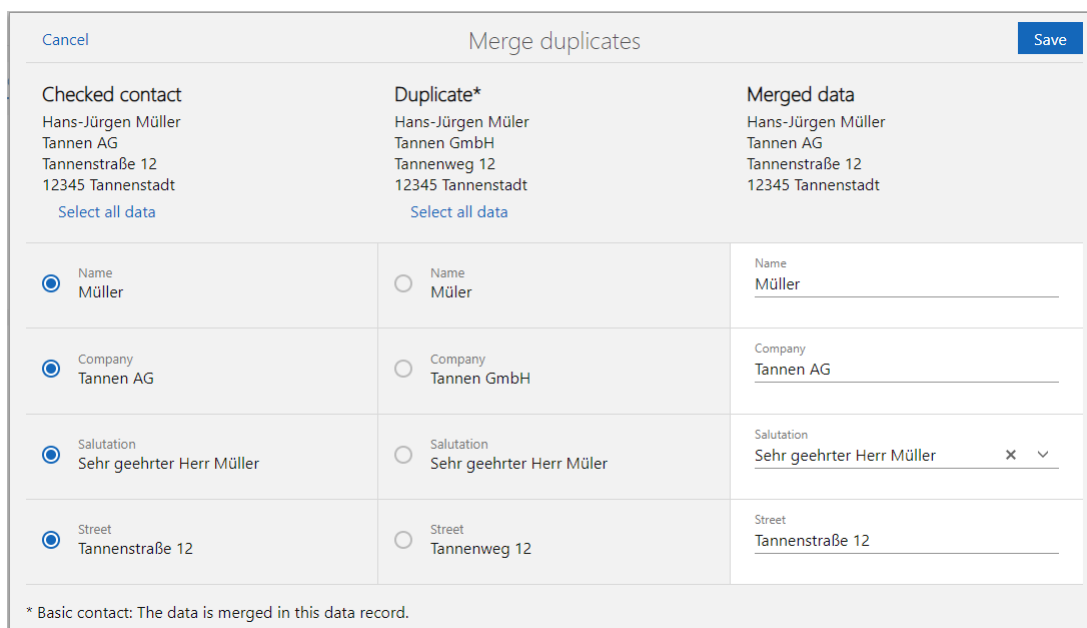 Cancel
Merge duplicates
Save
Checked contact
Hans-Jürgen Müller
Tannen AG
Tannenstraße 12
12345 Tannenstadt
Select all data
Duplicate*
Hans-Jürgen Müler
Tannen GmbH
Tannenweg 12
12345 Tannenstadt
Select all data
Merged data
Hans-Jürgen Müller
Tannen AG
Tannenstraße 12
12345 Tannenstadt
Name
Müller
Name
Müler
Name
Müller
Company
Tannen AG
Company
Tannen GmbH
Company
Tannen AG
Salutation
Sehr geehrter Herr Müller
Salutation
Sehr geehrter Herr Müler
Salutation
Sehr geehrter Herr Müller
Street
Tannenstraße 12
Street
Tannenweg 12
Street
Tannenstraße 12
* Basic contact: The data is merged in this data record.